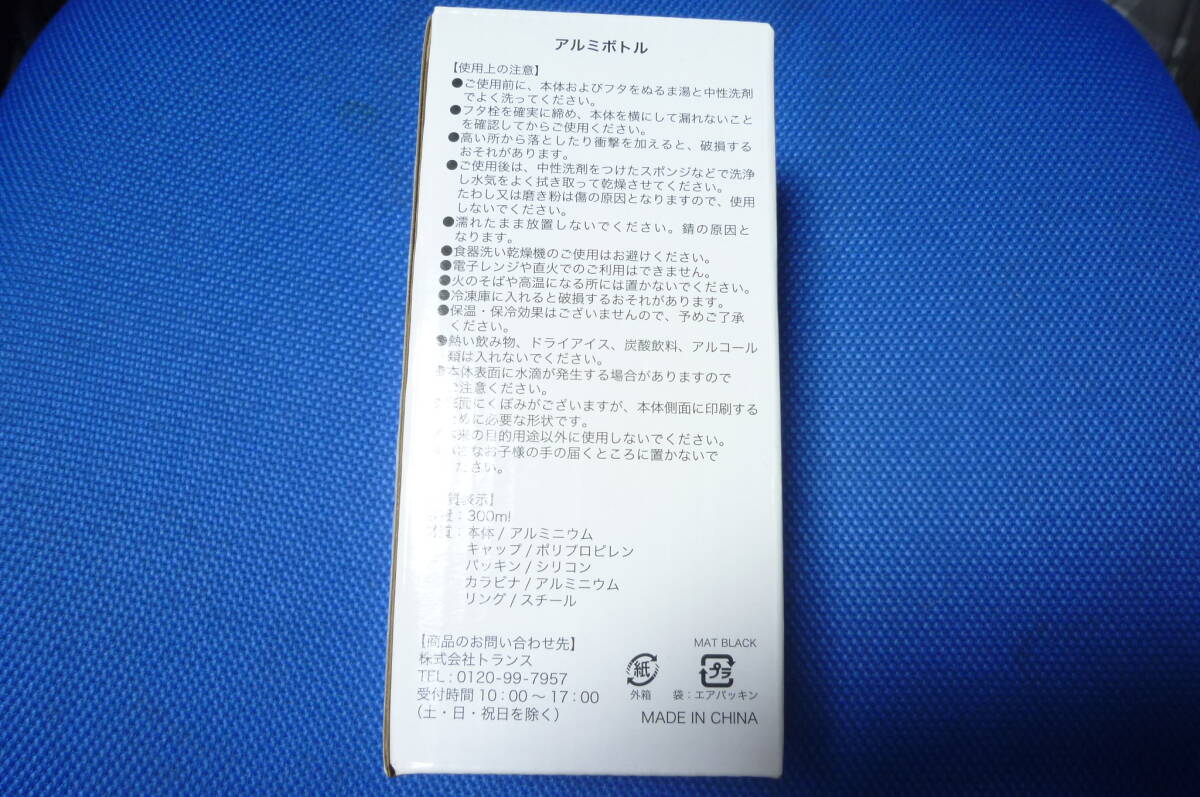 アルミボトル
【使用上の注意】
●ご使用前に、本体およびフタをぬるま湯と中性洗剤
でよく洗ってください。
●フタ栓を確実に締め、本体を横にして漏れないこと
を確認してからご使用ください。
●高い所から落としたり衝撃を加えると、破損する
おそれがあります。
●ご使用後は、中性洗剤をつけたスポンジなどで洗浄
し水気をよく拭き取って乾燥させてください。
たわし又は磨き粉は傷の原因となりますので、使用
しないでください。
●濡れたまま放置しないでください。錆の原因と
なります。
●食器洗い乾燥機のご使用はお避けください。
●電子レンジや直火でのご利用はできません。
●火のそばや高温になる所には置かないでください。
●冷凍庫に入れると破損するおそれがあります。
●保温・保冷効果はございませんので、予めご了承
ください。
●熱い飲み物、ドライアイス、炭酸飲料、アルコール
類は入れないでください。
●本体表面に水滴が発生する場合がありますので
ご注意ください。
面にくぼみがございますが、本体側面に印刷する
ために必要な形状です。
本来の目的用途以外に使用しないでください。
さなお子様の手の届くところに置かないで
ださい。
質表示】
量：300ml
材質：本体 / アルミニウム
キャップ / ポリプロピレン
パッキン / シリコン
カラビナ / アルミニウム
リング / スチール
【商品のお問い合わせ先】
株式会社トランス
TEL : 0120-99-7957
受付時間 10：00 〜 17：00
（土・日・祝日を除く）
MAT BLACK
紙
プラ
外箱
袋：エアパッキン
MADE IN CHINA